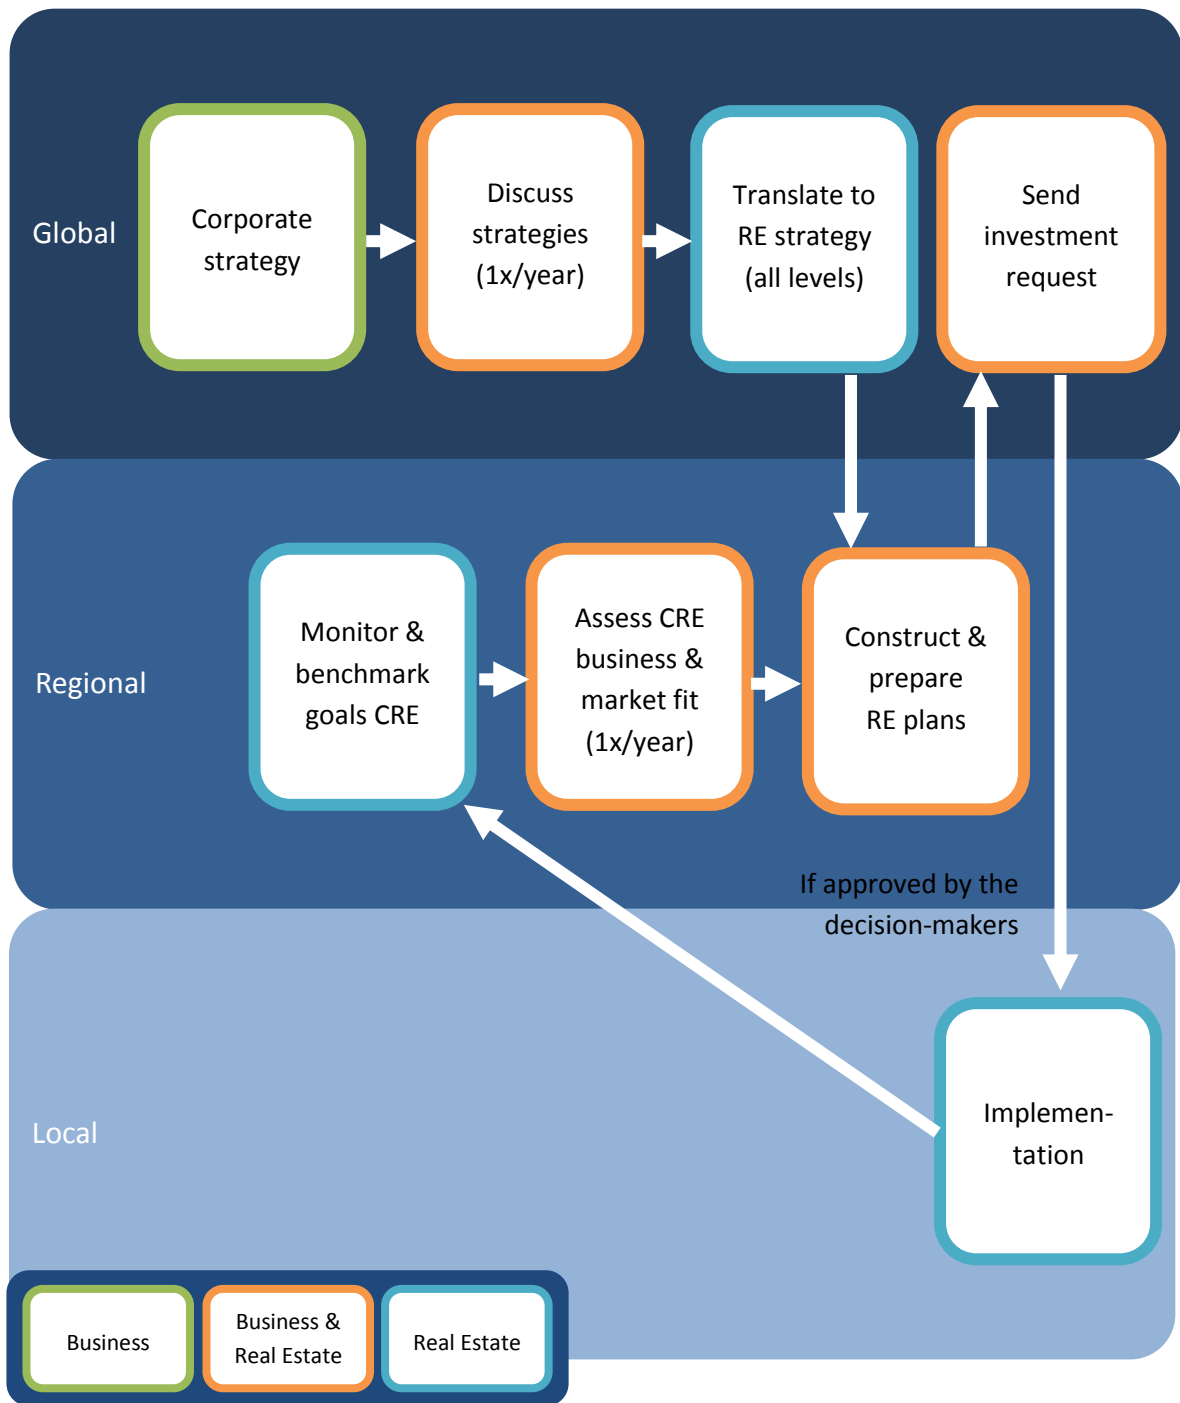 Global
Corporate
strategy
Discuss
strategies
(1x/year)
Translate to
RE strategy
(all levels)
Send
investment
request
Regional
Monitor &
benchmark
goals CRE
Assess CRE
business &
market fit
(1x/year)
Construct &
prepare
RE plans
If approved by the
decision-makers
Local
Implemen-
tation
Business
Business &
Real Estate
Real Estate